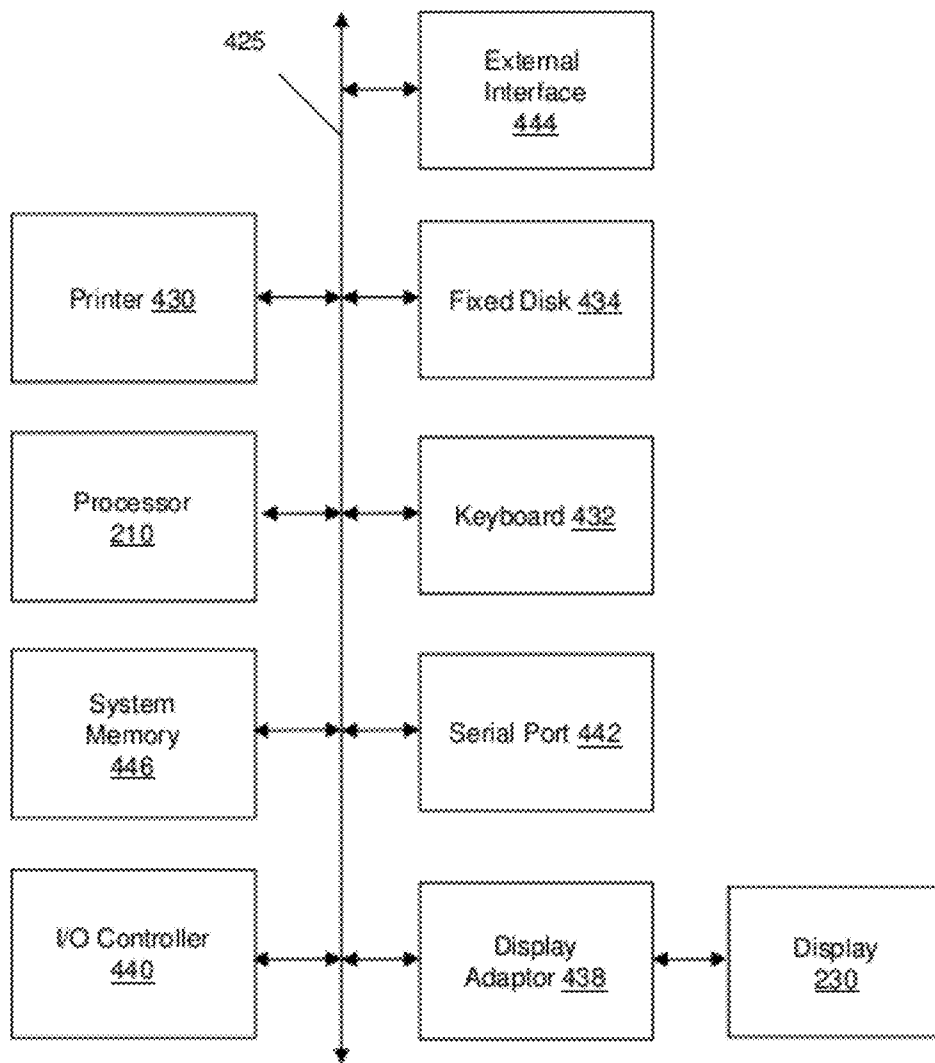 425
External
Interface
444
Printer 430
Fixed Disk 434
Processor
210
Keyboard 432
System
Memory
446
Serial Port 442
I/O Controller
440
Display
Adaptor 438
Display
230